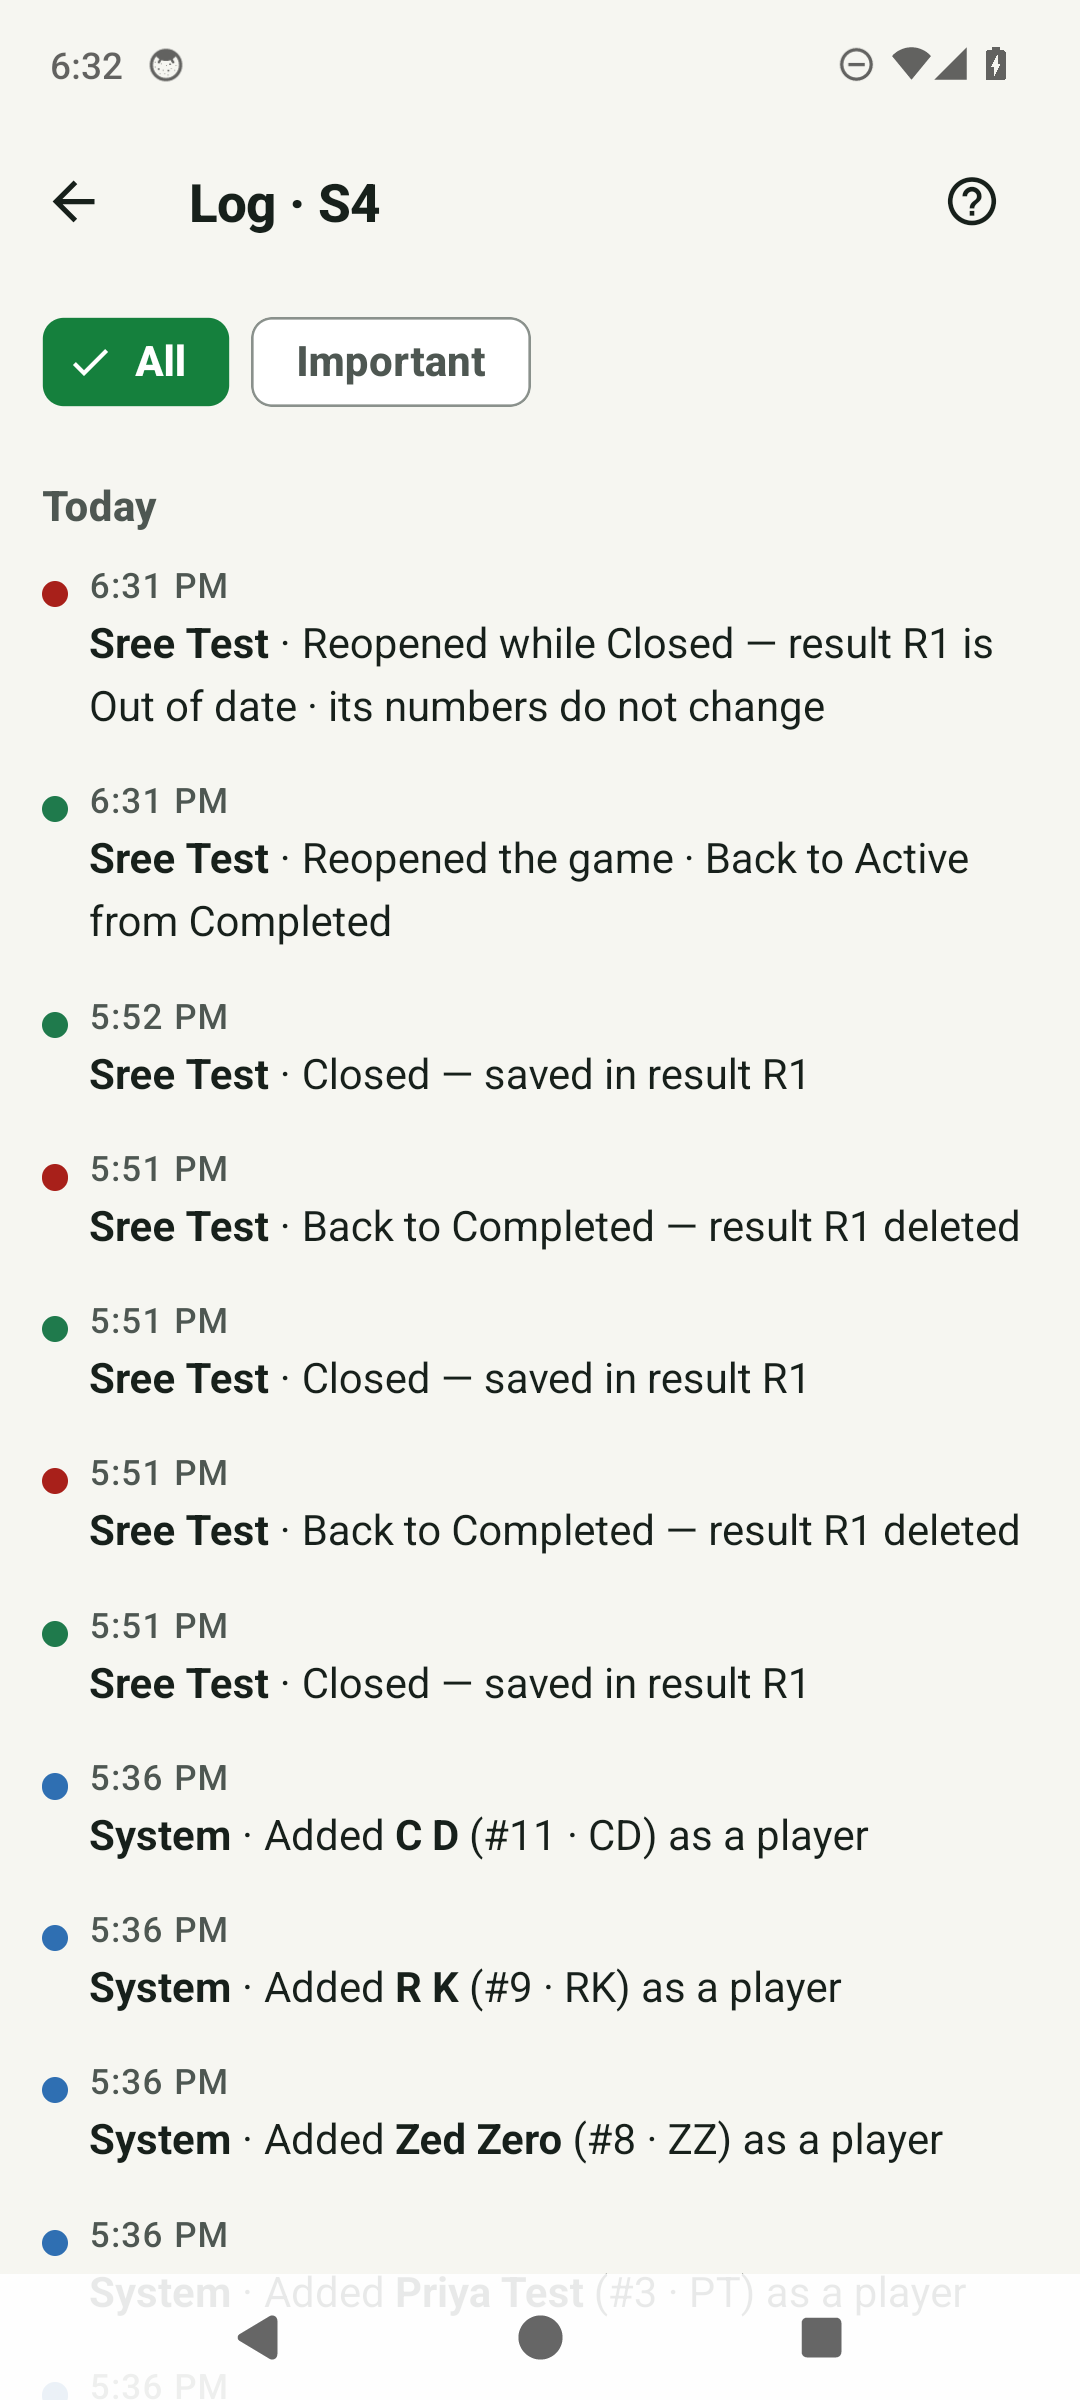 6:32
Log · S4
All
Important
Today
6:31 PM
Sree Test · Reopened while Closed — result R1 is
Out of date · its numbers do not change
6:31 PM
Sree Test · Reopened the game · Back to Active
from Completed
5:52 PM
Sree Test · Closed — saved in result R1
5:51 PM
Sree Test · Back to Completed — result R1 deleted
5:51 PM
Sree Test · Closed — saved in result R1
5:51 PM
Sree Test · Back to Completed — result R1 deleted
5:51 PM
Sree Test · Closed — saved in result R1
5:36 PM
System · Added C D (#11 · CD) as a player
5:36 PM
System · Added R K (#9 · RK) as a player
5:36 PM
System · Added Zed Zero (#8 · ZZ) as a player
5:36 PM
System · Added Priya Test (#3 · PT) as a player
5:36 PM